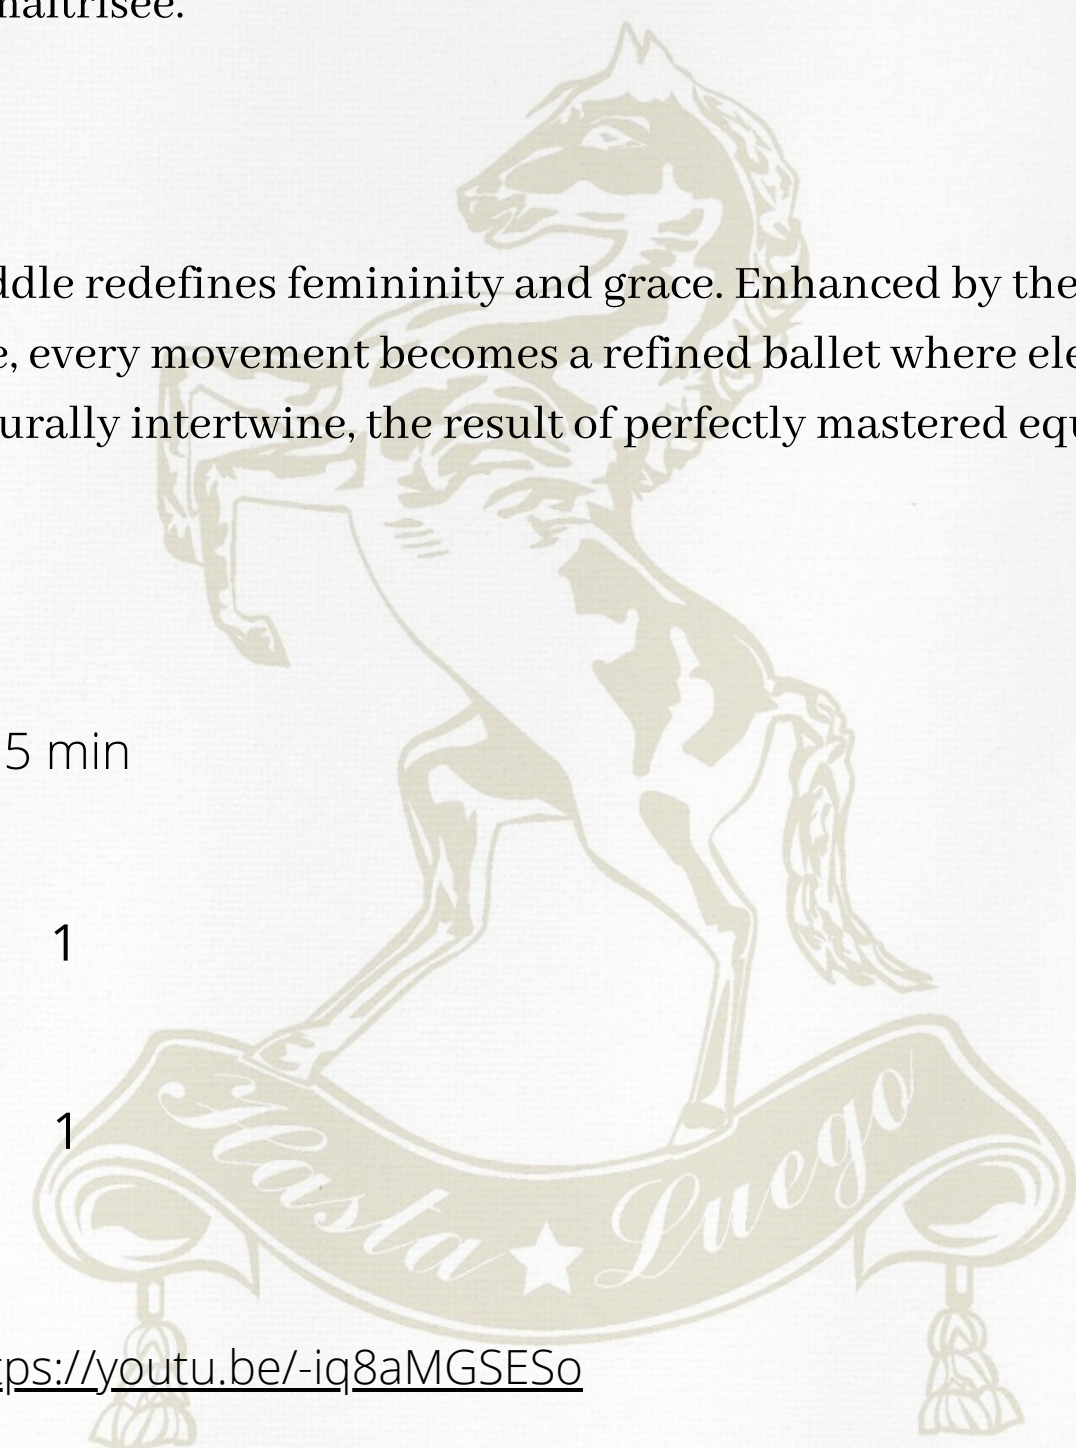 maîtrisée.
ddle redefines femininity and grace. Enhanced by the
e, every movement becomes a refined ballet where ele
urally intertwine, the result of perfectly mastered equ
5 min
1
1
Hasta Luego
tps://youtu.be/-iq8aMGSESo